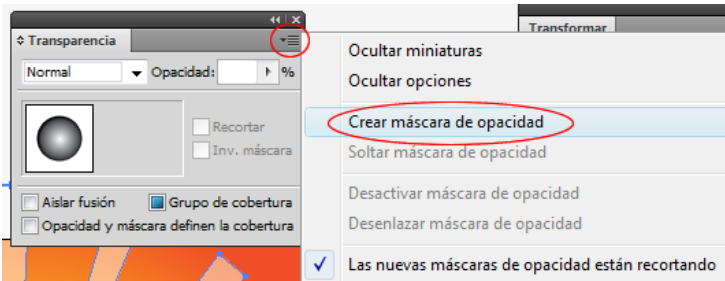 Transparencia
Normal
Opacidad:
%
Recortar
Inv. máscara
Aislar fusión
Grupo de cobertura
Opacidad y máscara definen la cobertura
Transformar
Ocultar miniaturas
Ocultar opciones
Crear máscara de opacidad
Soltar máscara de opacidad
Desactivar máscara de opacidad
Desenlazar máscara de opacidad
Las nuevas máscaras de opacidad están recortando